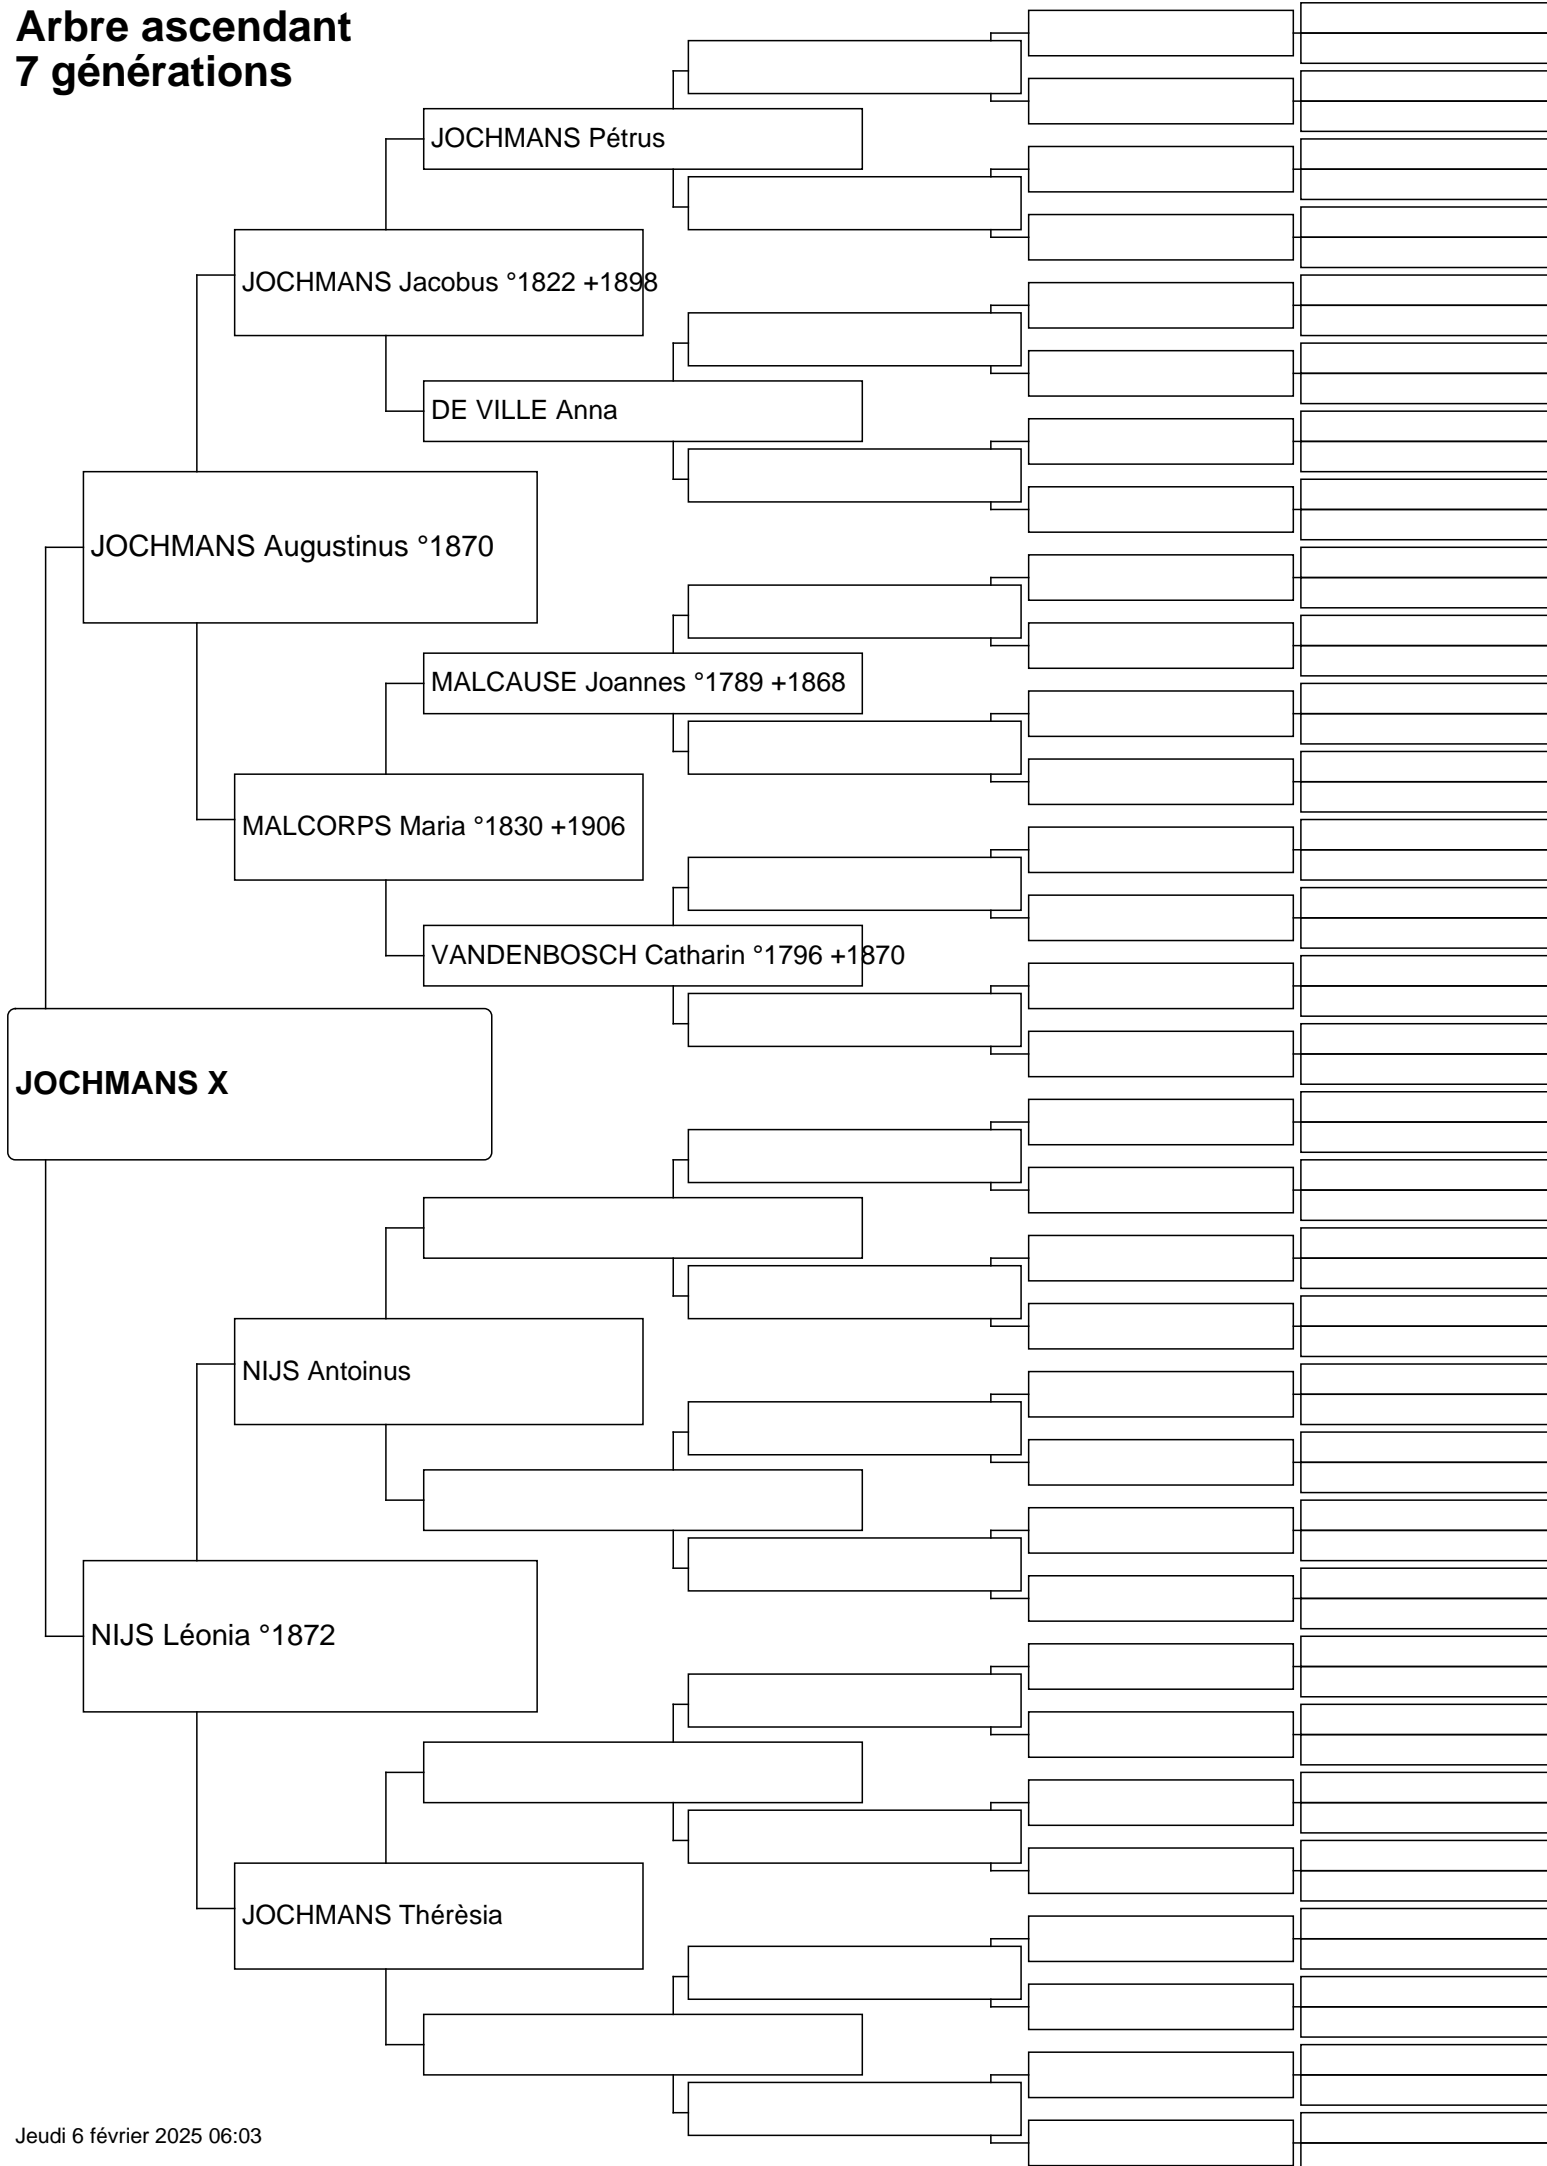 Arbre ascendant
7 générations
JOCHMANS Pétrus
JOCHMANS Jacobus °1822 +1898
DE VILLE Anna
JOCHMANS Augustinus °1870
MALCAUSE Joannes °1789 +1868
MALCORPS Maria °1830 +1906
VANDENBOSCH Catharin °1796 +1870
JOCHMANS X
NIJS Antoinus
NIJS Léonia °1872
JOCHMANS Thérèsia
Jeudi 6 février 2025 06:03